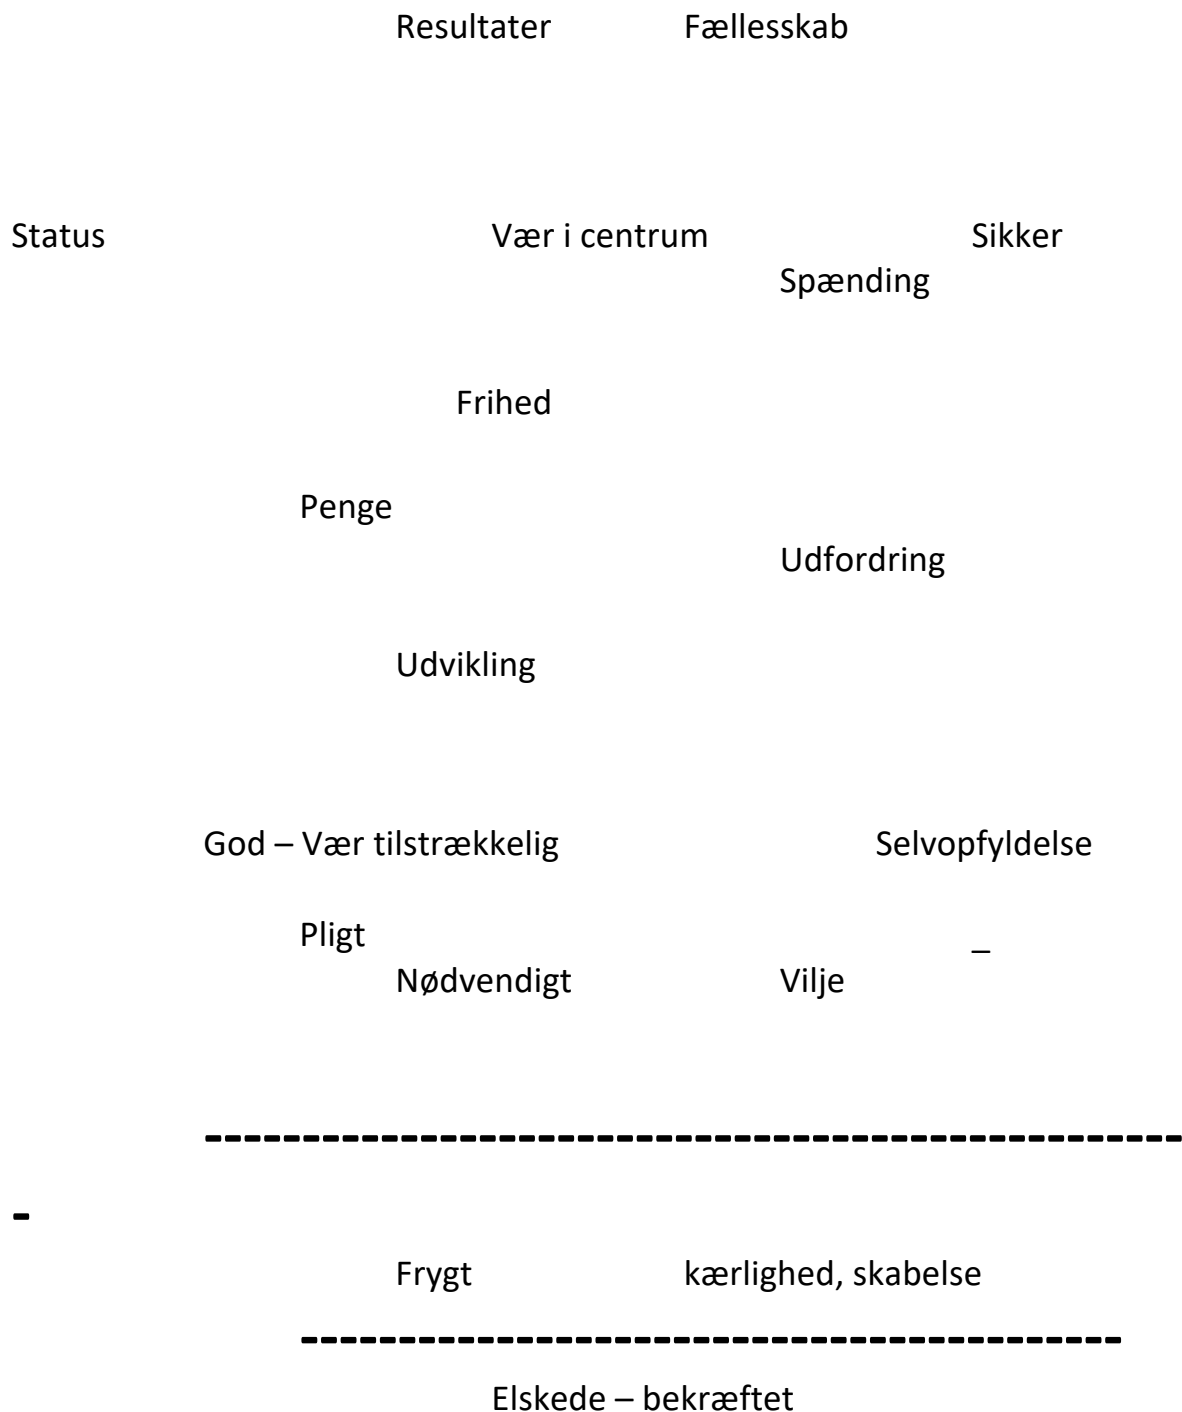 Resultater Fællesskab
Status Vær i centrum Sikker
Spænding
Frihed
Penge
Udfordring
Udvikling
God – Vær tilstrækkelig Selvopfyldelse
Pligt _
Nødvendigt Vilje
--------------------------------------------------
-
Frygt kærlighed, skabelse
------------------------------------------
Elskede – bekræftet